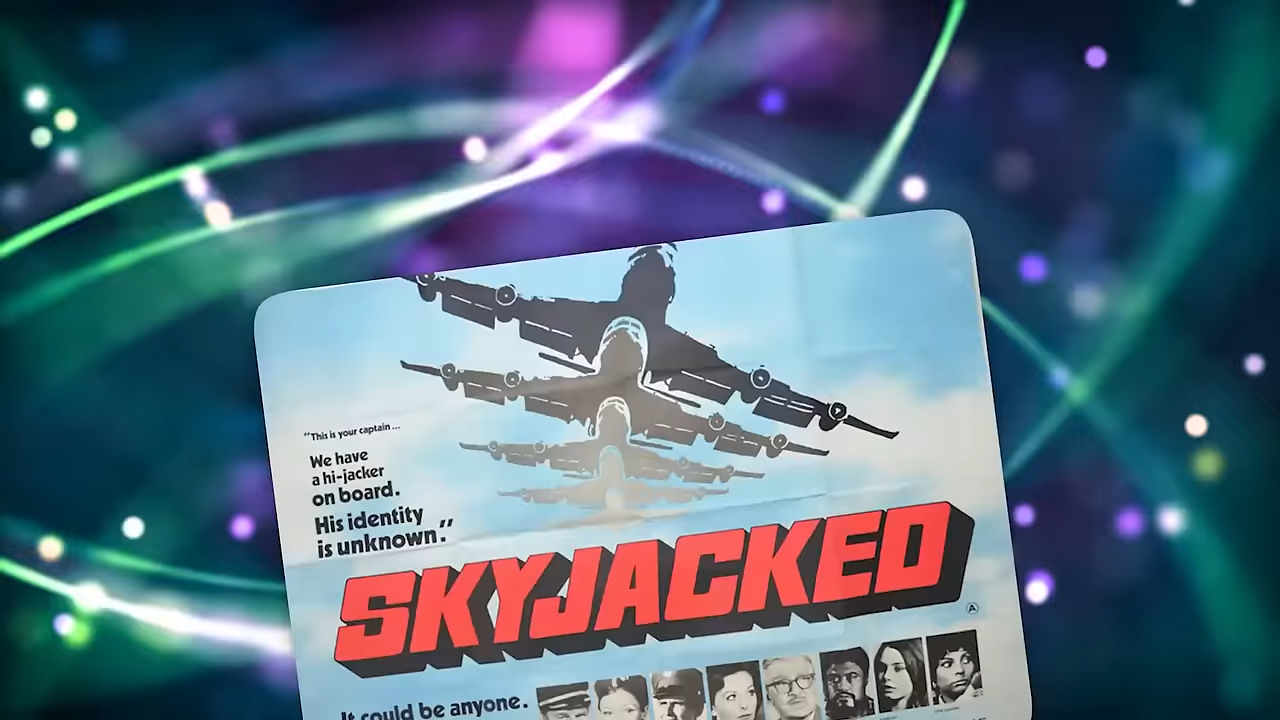 "This is your captain ...
We have
a hi-jacker
on board.
His identity
is unknown."
SKYJACKED
A
It could be anyone.